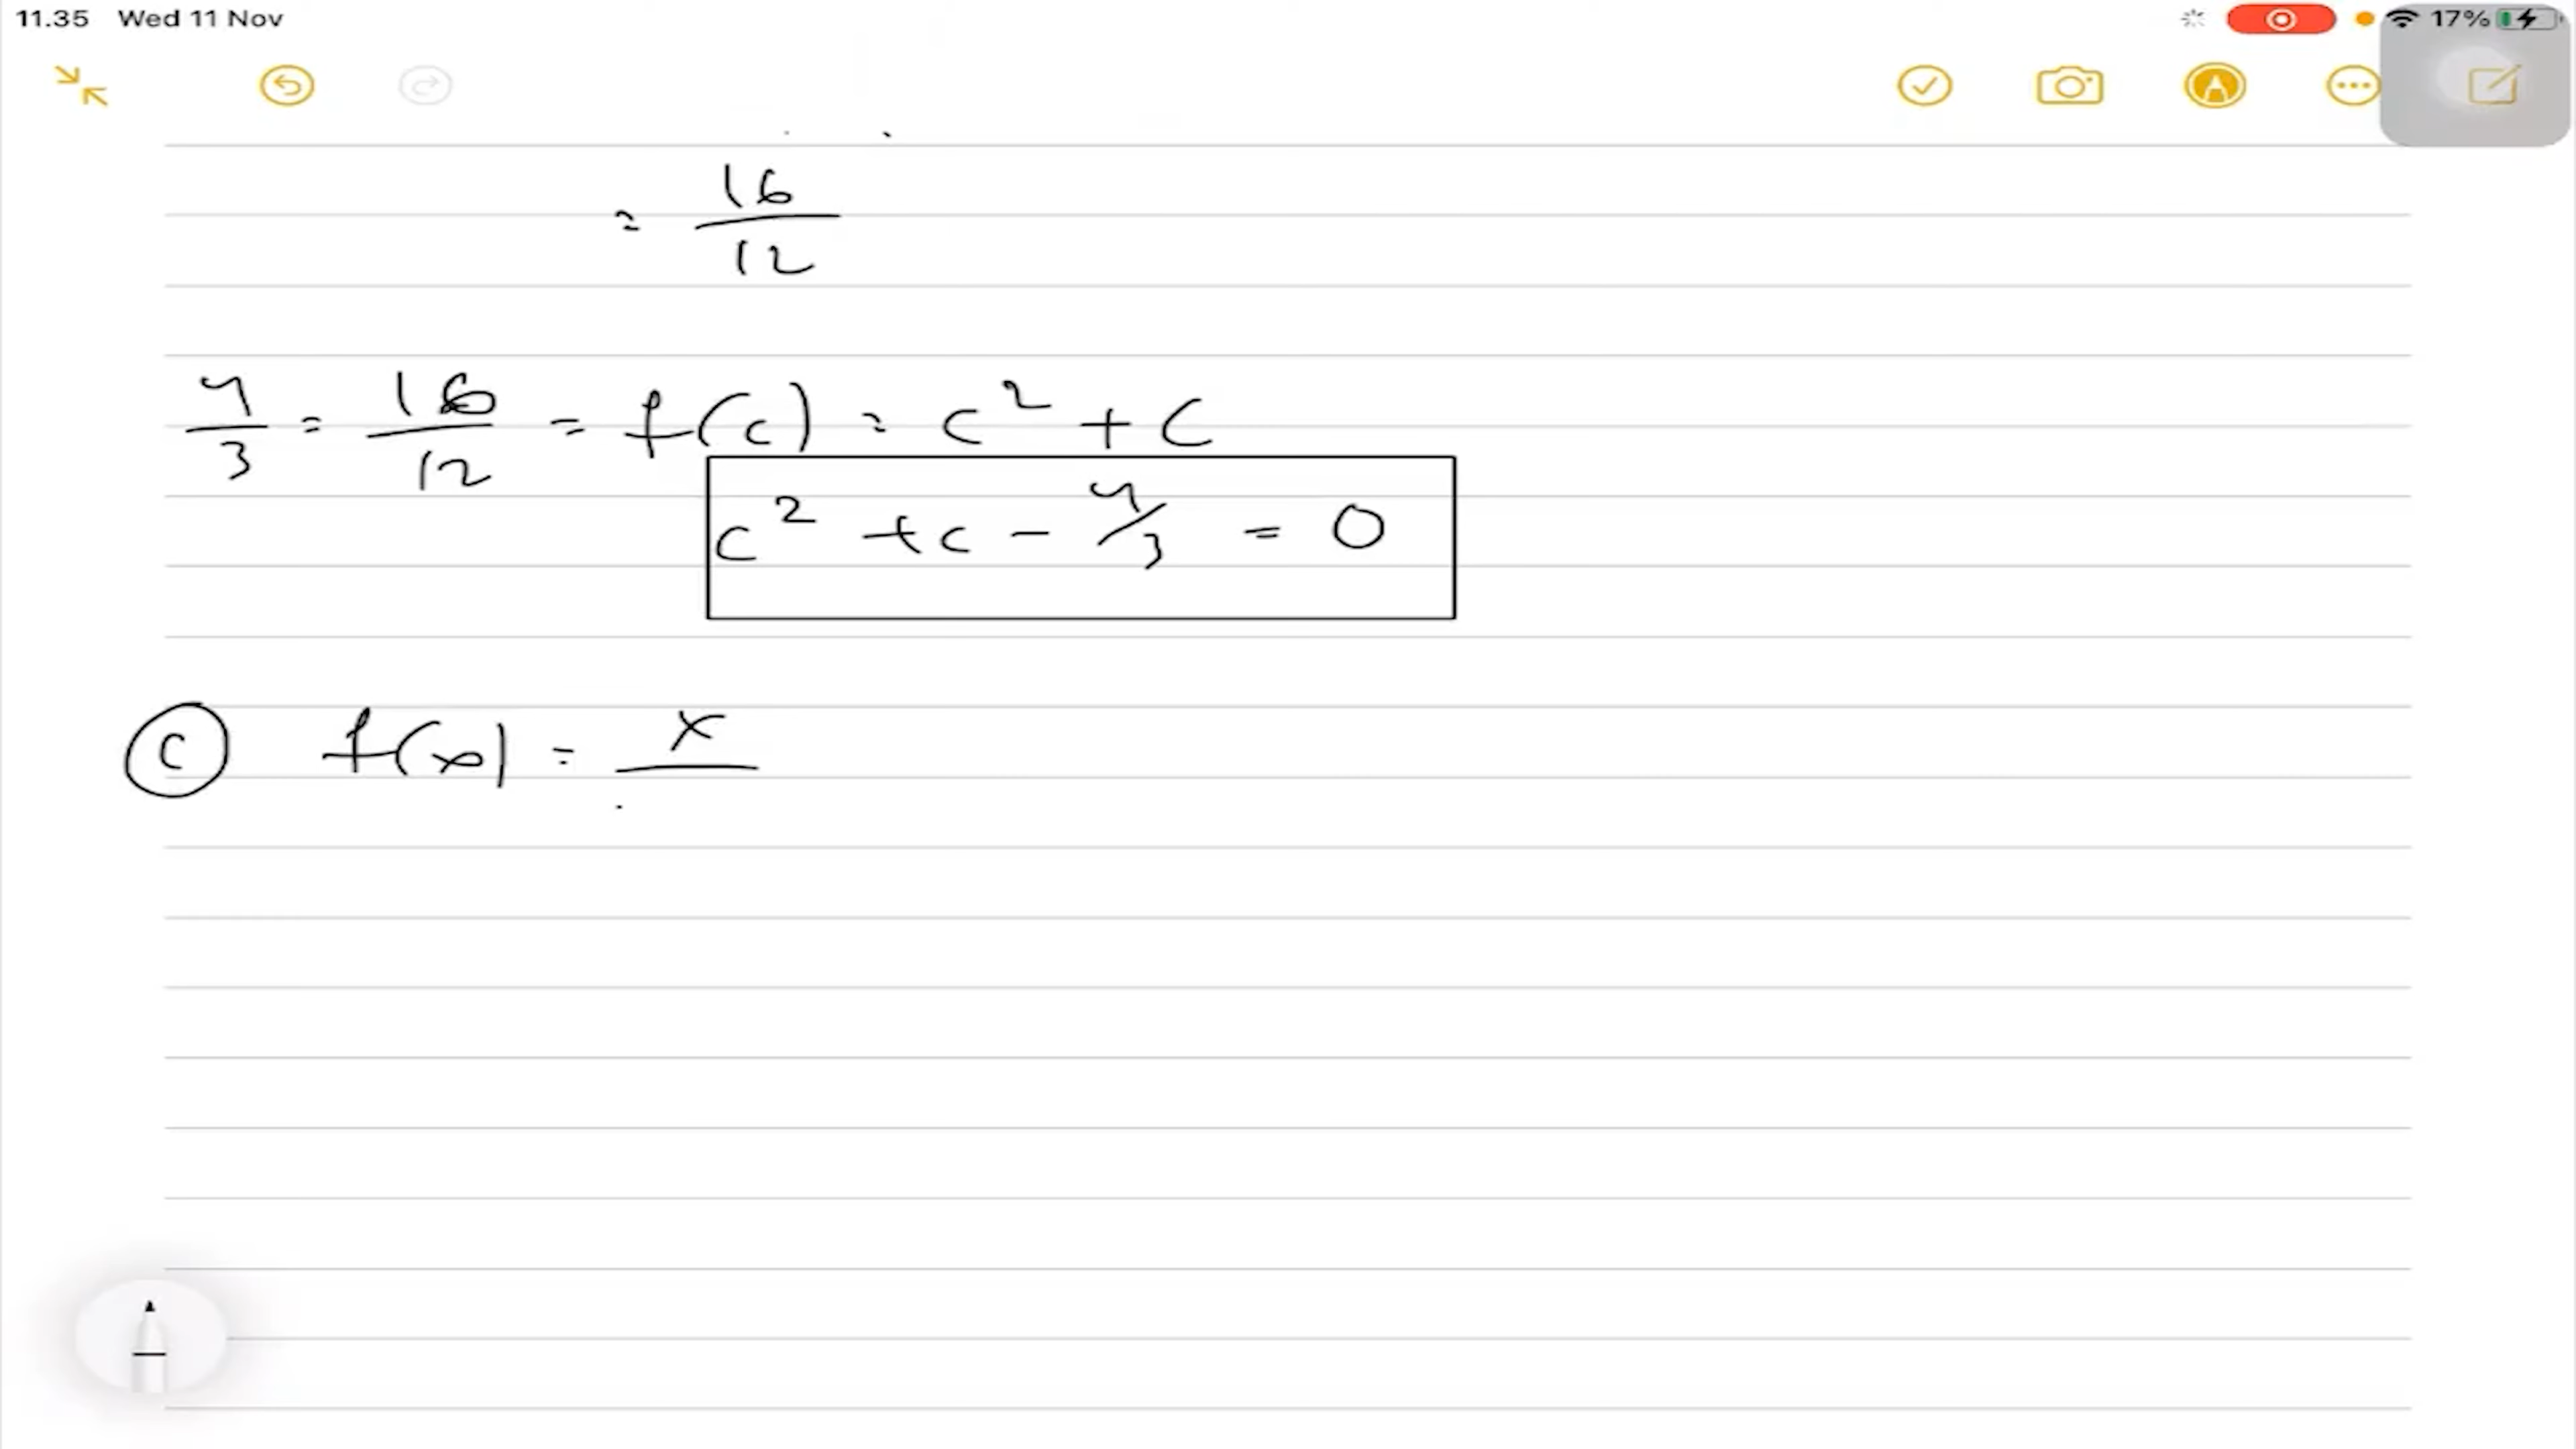 11.35 Wed 11 Nov 17%
= 16/12
4/3 = 16/12 = f(c) = c² + c
c² + c - 4/3 = 0
(c) f(x) = x/